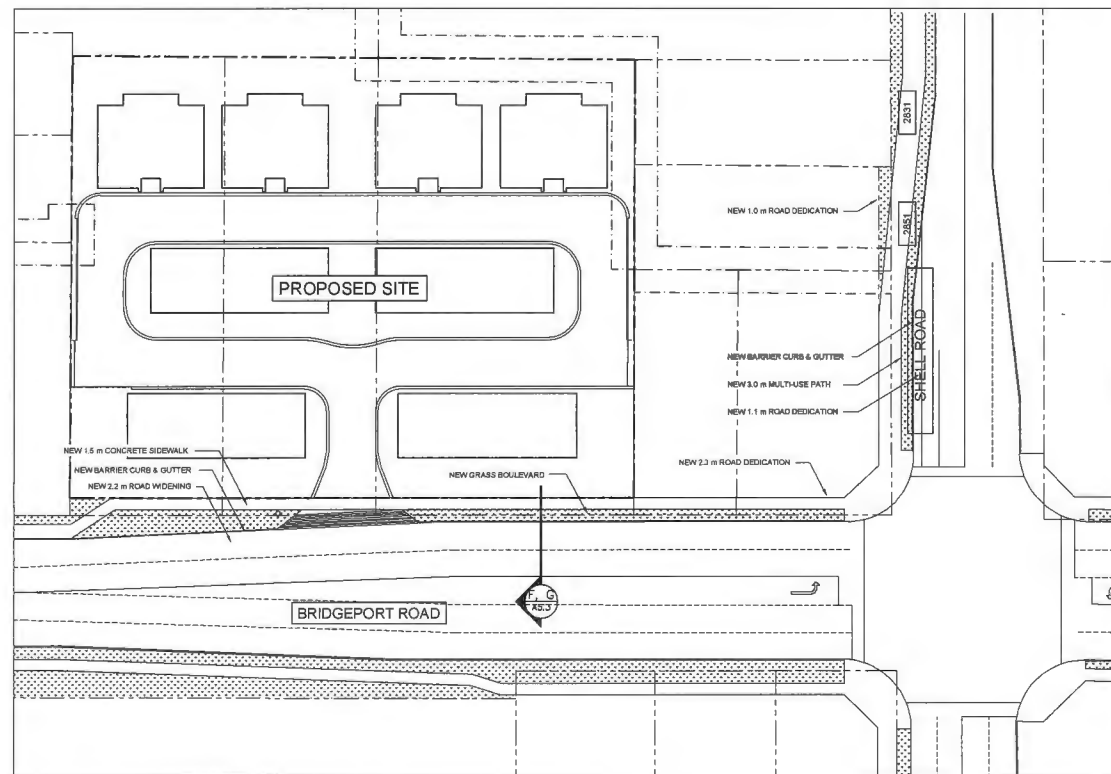 2831
NEW 1.0 m ROAD DEDICATION
2851
PROPOSED SITE
NEW BARRIER CURB & GUTTER
NEW 3.0 m MULTI-USE PATH
NEW 1.1 m ROAD DEDICATION
SHELL ROAD
NEW 1.5 m CONCRETE SIDEWALK
NEW BARRIER CURB & GUTTER
NEW 2.2 m ROAD WIDENING
NEW GRASS BOULEVARD
NEW 2.3 m ROAD DEDICATION
F, G
A5.3
BRIDGEPORT ROAD